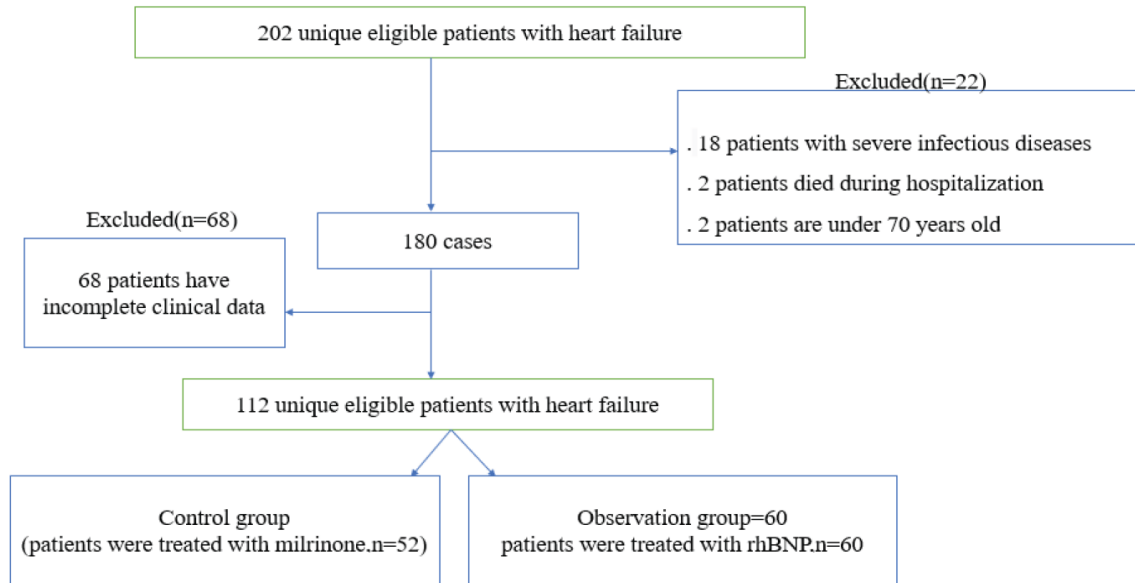 202 unique eligible patients with heart failure
Excluded(n=22)
. 18 patients with severe infectious diseases
. 2 patients died during hospitalization
. 2 patients are under 70 years old
180 cases
Excluded(n=68)
68 patients have
incomplete clinical data
112 unique eligible patients with heart failure
Control group
(patients were treated with milrinone.n=52)
Observation group=60
patients were treated with rhBNP.n=60